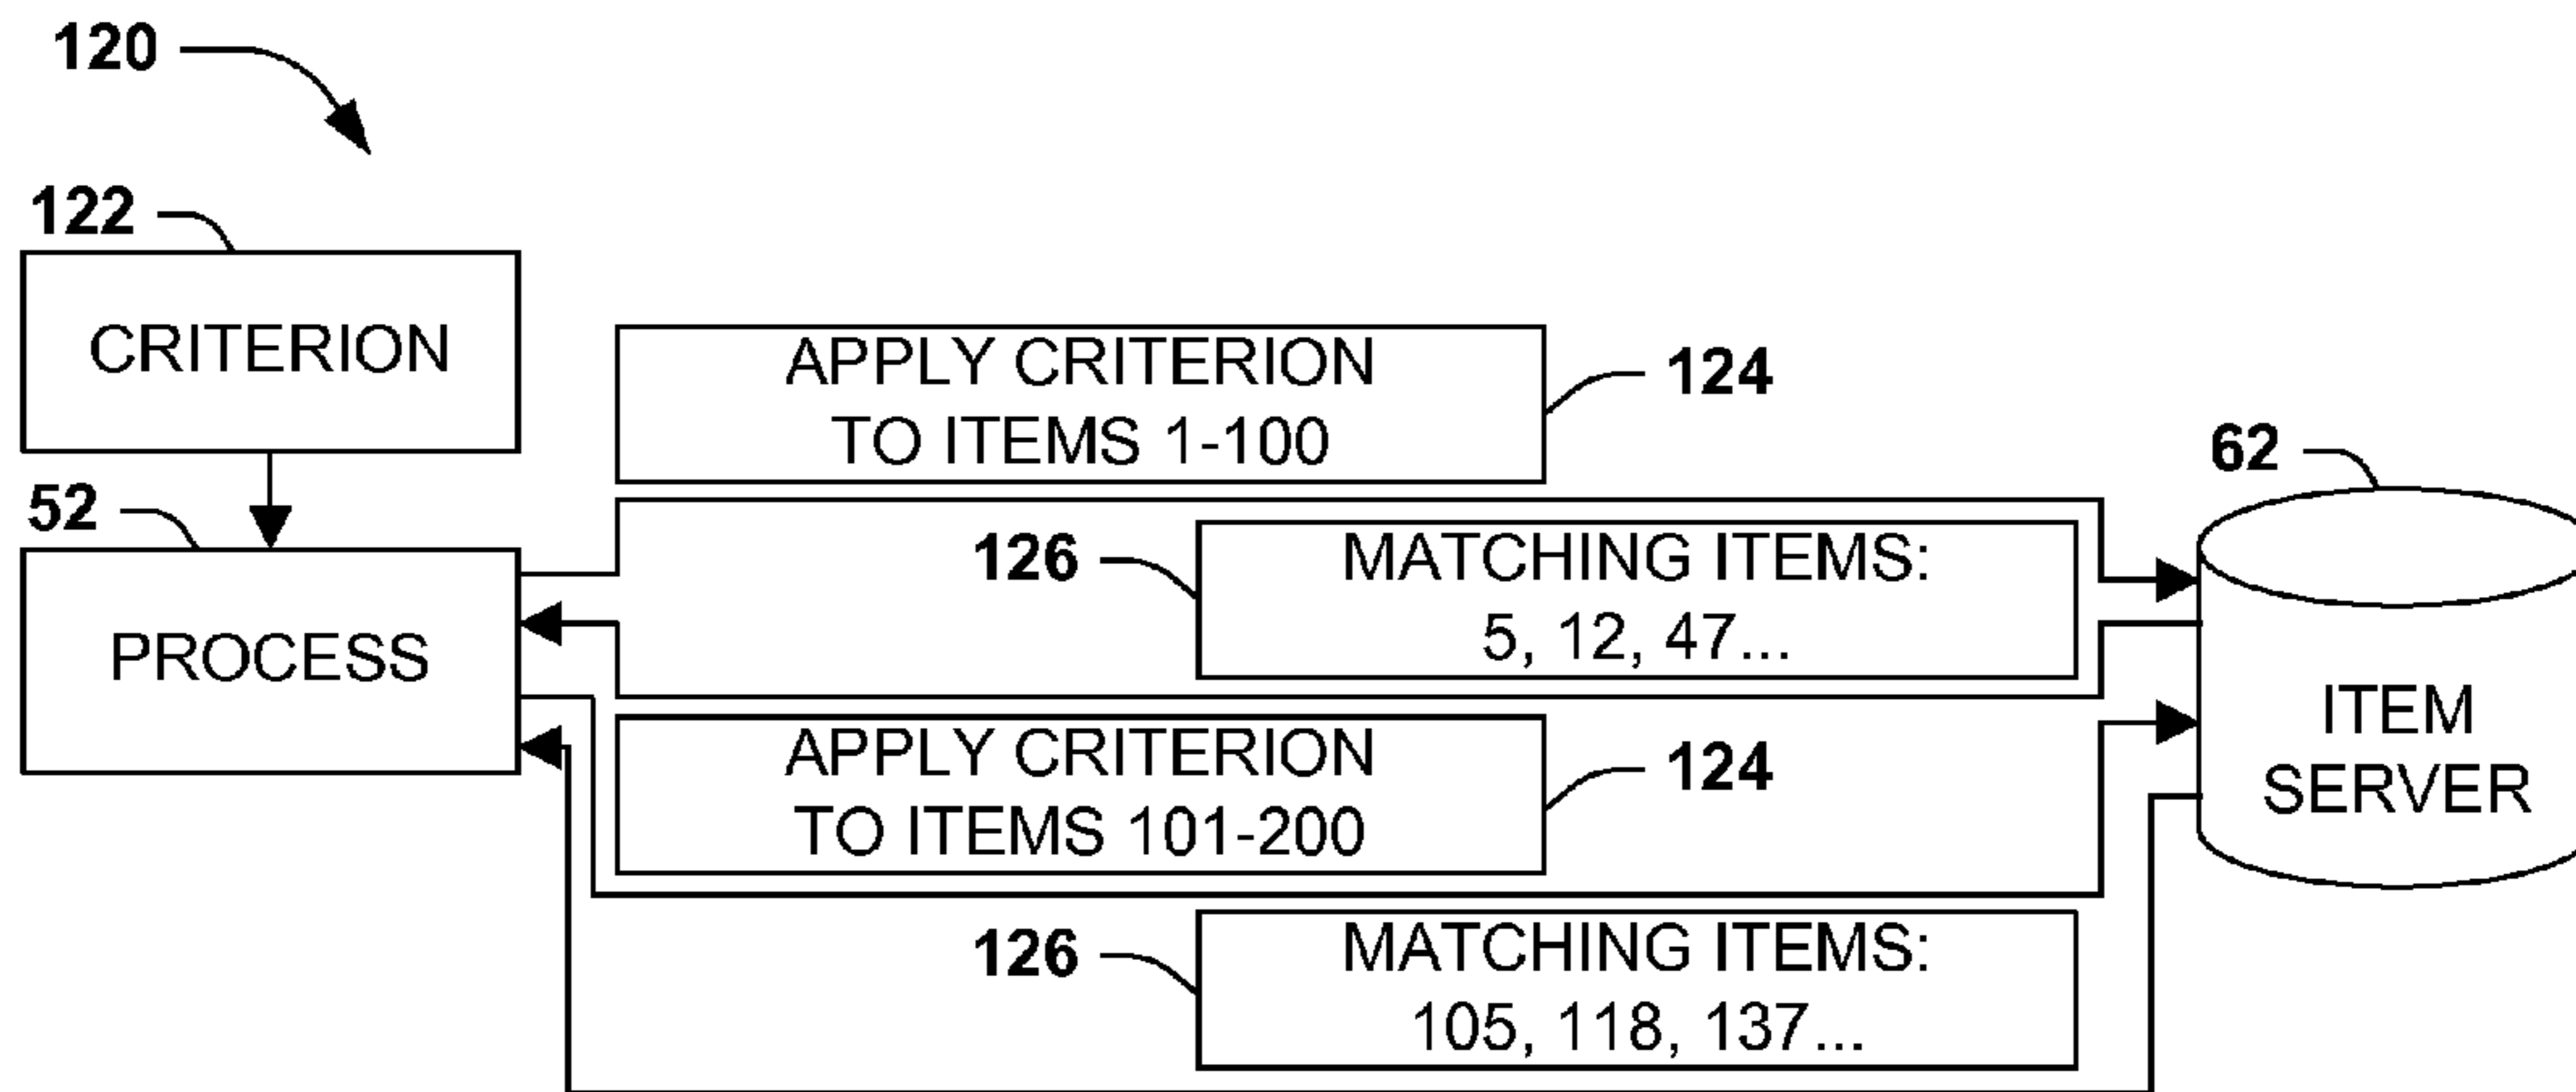 120
122
CRITERION
APPLY CRITERION
TO ITEMS 1-100
124
62
52
PROCESS
126
MATCHING ITEMS:
5, 12, 47...
ITEM
SERVER
APPLY CRITERION
TO ITEMS 101-200
124
126
MATCHING ITEMS:
105, 118, 137...